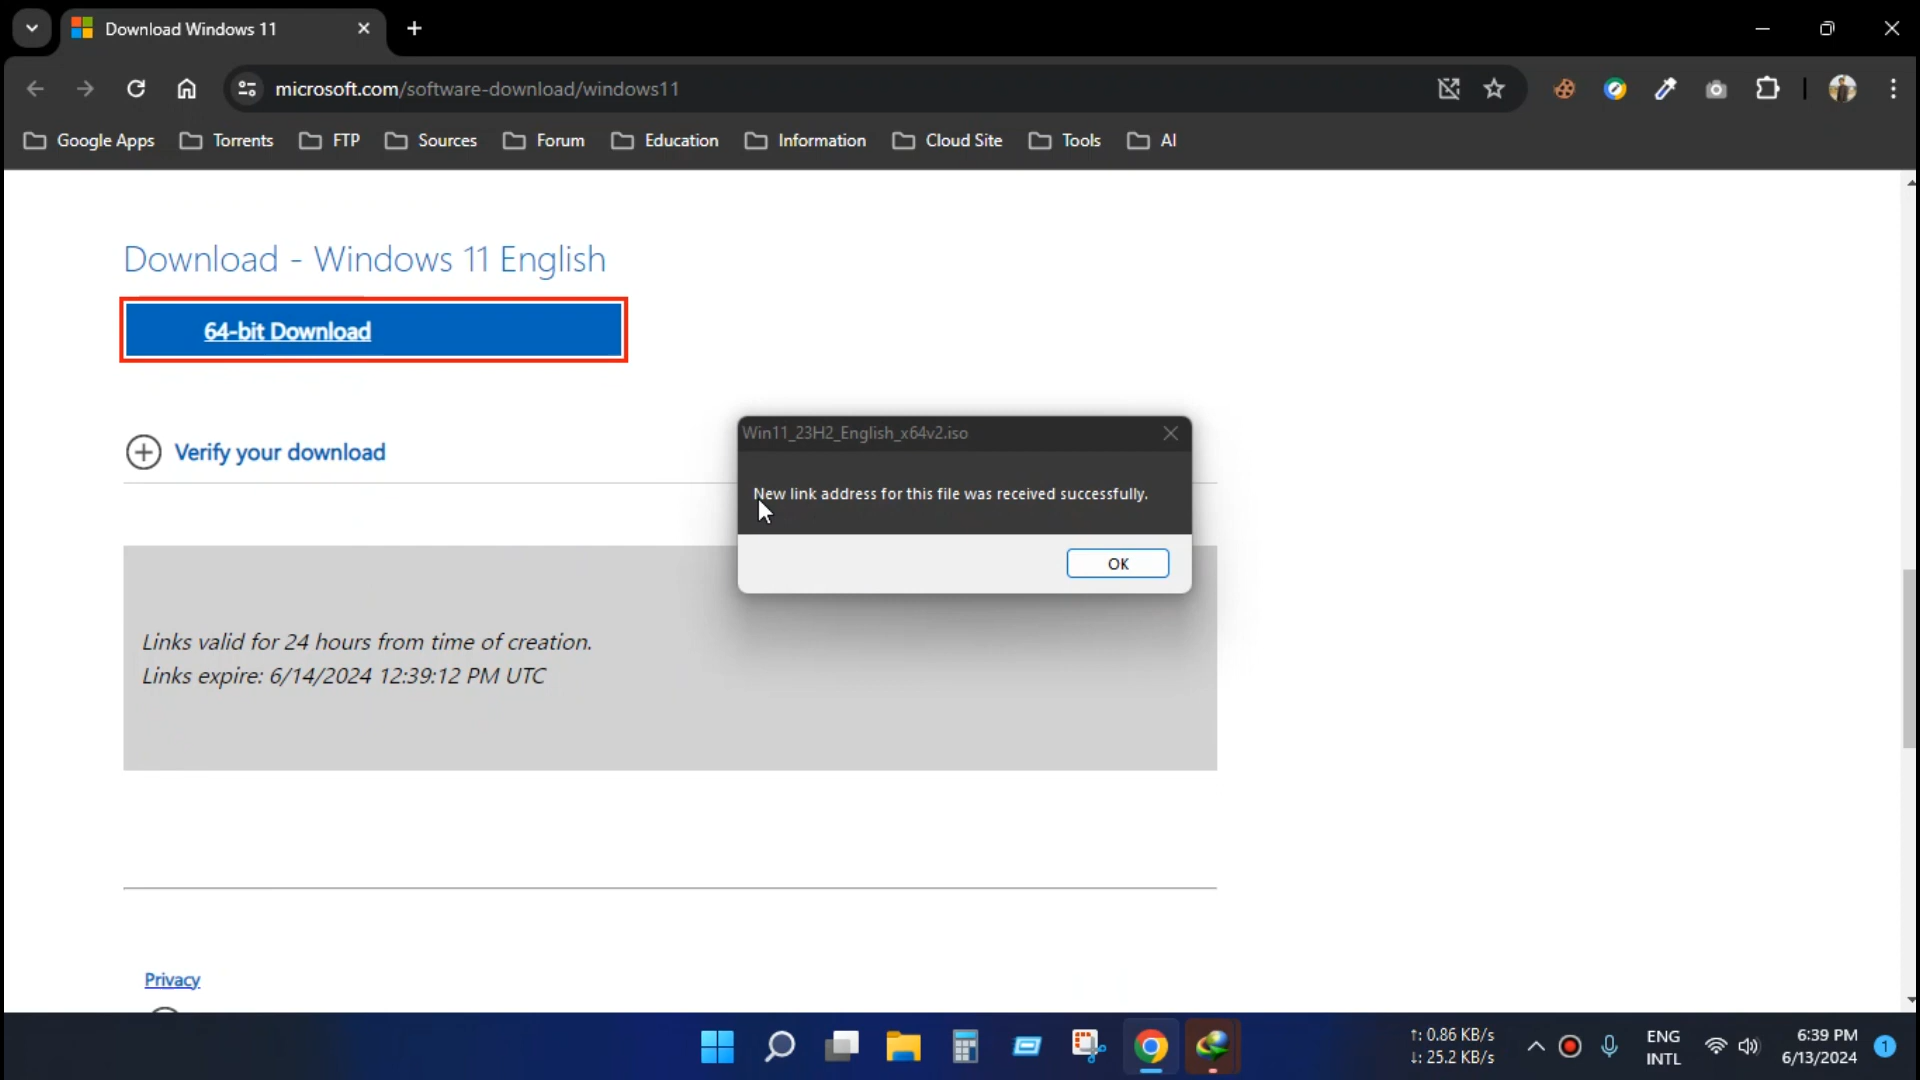 Download Windows 11
microsoft.com/software-download/windows11
Google Apps
Torrents
FTP
Sources
Forum
Education
Information
Cloud Site
Tools
AI
Download - Windows 11 English
64-bit Download
Verify your download
Win11_23H2_English_x64v2.iso
New link address for this file was received successfully.
OK
Links valid for 24 hours from time of creation.
Links expire: 6/14/2024 12:39:12 PM UTC
Privacy
↑: 0.86 KB/s
↓: 25.2 KB/s
ENG
INTL
6:39 PM
6/13/2024
1